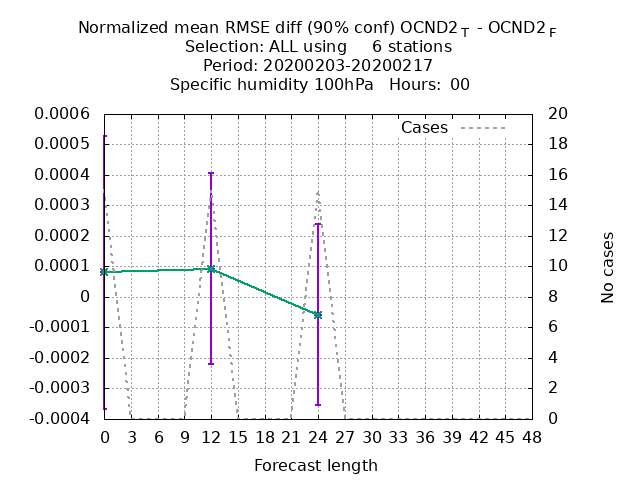 Normalized mean RMSE diff (90% conf) OCND2 T - OCND2 F
Selection: ALL using     6 stations
Period: 20200203-20200217
Specific humidity 100hPa   Hours:  00
Cases
0.0006
0.0005
0.0004
0.0003
0.0002
0.0001
0
-0.0001
-0.0002
-0.0003
-0.0004
20
18
16
14
12
10
8
6
4
2
0
No cases
0 3 6 9 12 15 18 21 24 27 30 33 36 39 42 45 48
Forecast length